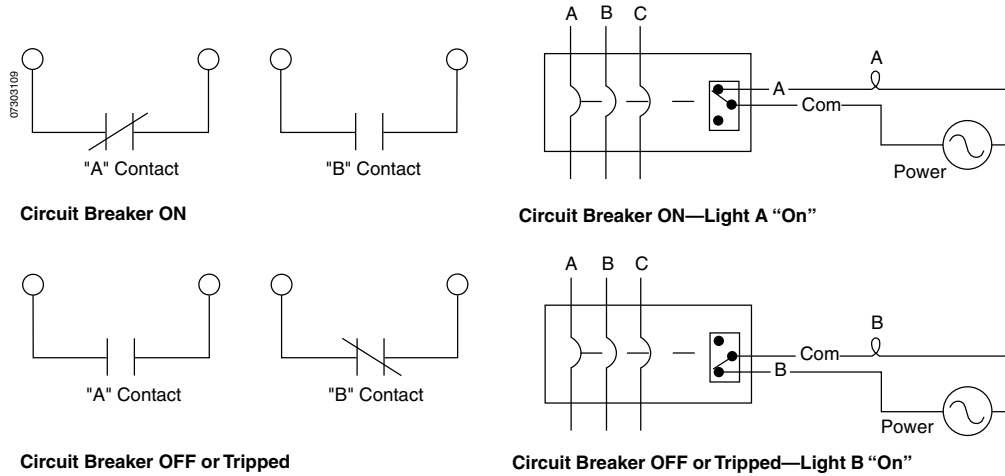 07303109
"A" Contact
"B" Contact
Circuit Breaker ON
A B C
A
A
Com
Power
Circuit Breaker ON—Light A “On”
"A" Contact
"B" Contact
Circuit Breaker OFF or Tripped
A B C
B
Com
B
Power
Circuit Breaker OFF or Tripped—Light B “On”